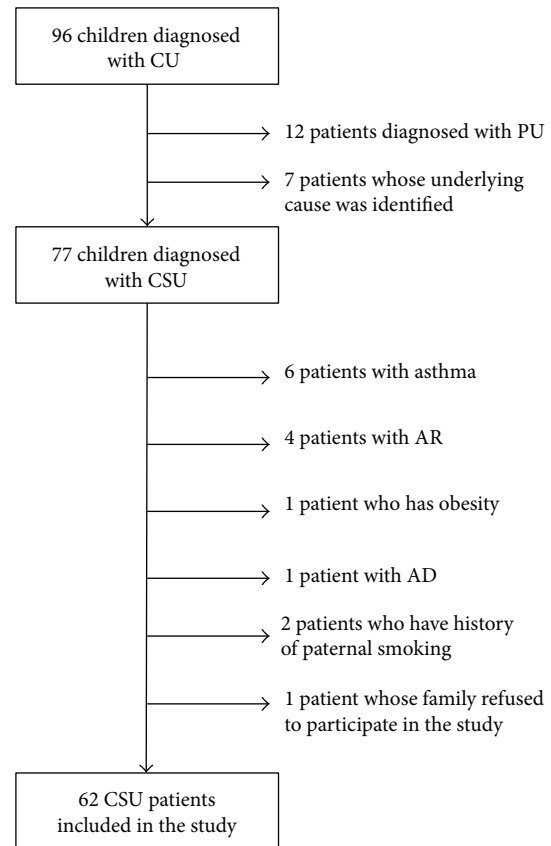 96 children diagnosed
with CU
12 patients diagnosed with PU
7 patients whose underlying
cause was identified
77 children diagnosed
with CSU
6 patients with asthma
4 patients with AR
1 patient who has obesity
1 patient with AD
2 patients who have history
of paternal smoking
1 patient whose family refused
to participate in the study
62 CSU patients
included in the study